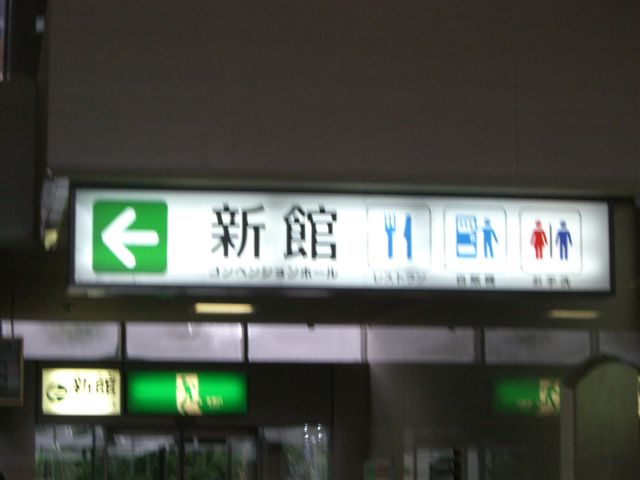 新館
コンベンションホール
レストラン
自販機
お手洗
新館